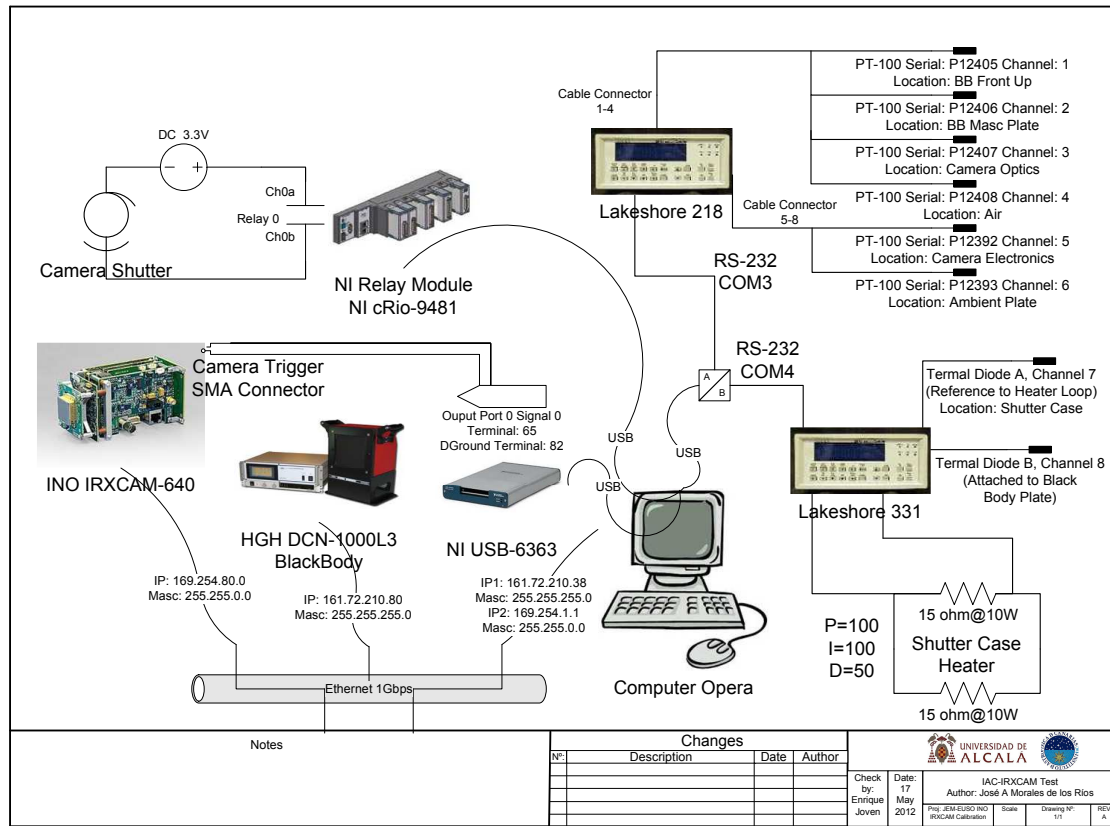 PT-100 Serial: P12405 Channel: 1
Location: BB Front Up
PT-100 Serial: P12406 Channel: 2
Location: BB Masc Plate
PT-100 Serial: P12407 Channel: 3
Location: Camera Optics
PT-100 Serial: P12408 Channel: 4
Location: Air
PT-100 Serial: P12392 Channel: 5
Location: Camera Electronics
PT-100 Serial: P12393 Channel: 6
Location: Ambient Plate
Cable Connector
1-4
Lakeshore 218
Cable Connector
5-8
DC 3.3V
- +
Ch0a
Relay 0
Ch0b
Camera Shutter
NI Relay Module
NI cRio-9481
RS-232
COM3
RS-232
COM4
A
B
Camera Trigger
SMA Connector
Ouput Port 0 Signal 0
Terminal: 65
DGround Terminal: 82
USB
USB
USB
Termal Diode A, Channel 7
(Reference to Heater Loop)
Location: Shutter Case
Termal Diode B, Channel 8
(Attached to Black
Body Plate)
Lakeshore 331
INO IRXCAM-640
HGH DCN-1000L3
BlackBody
NI USB-6363
IP: 169.254.80.0
Masc: 255.255.0.0
IP: 161.72.210.80
Masc: 255.255.255.0
IP1: 161.72.210.38
Masc: 255.255.255.0
IP2: 169.254.1.1
Masc: 255.255.0.0
Computer Opera
P=100
I=100
D=50
15 ohm@10W
Shutter Case
Heater
15 ohm@10W
Ethernet 1Gbps
Notes
Changes
Nº:
Description
Date
Author
UNIVERSIDAD DE
ALCALÁ
Check
by:
Enrique
Joven
Date:
17
May
2012
IAC-IRXCAM Test
Author: José A Morales de los Ríos
Proj: JEM-EUSO INO
IRXCAM Calibration
Scale
Drawing Nº.
1/1
REV
A